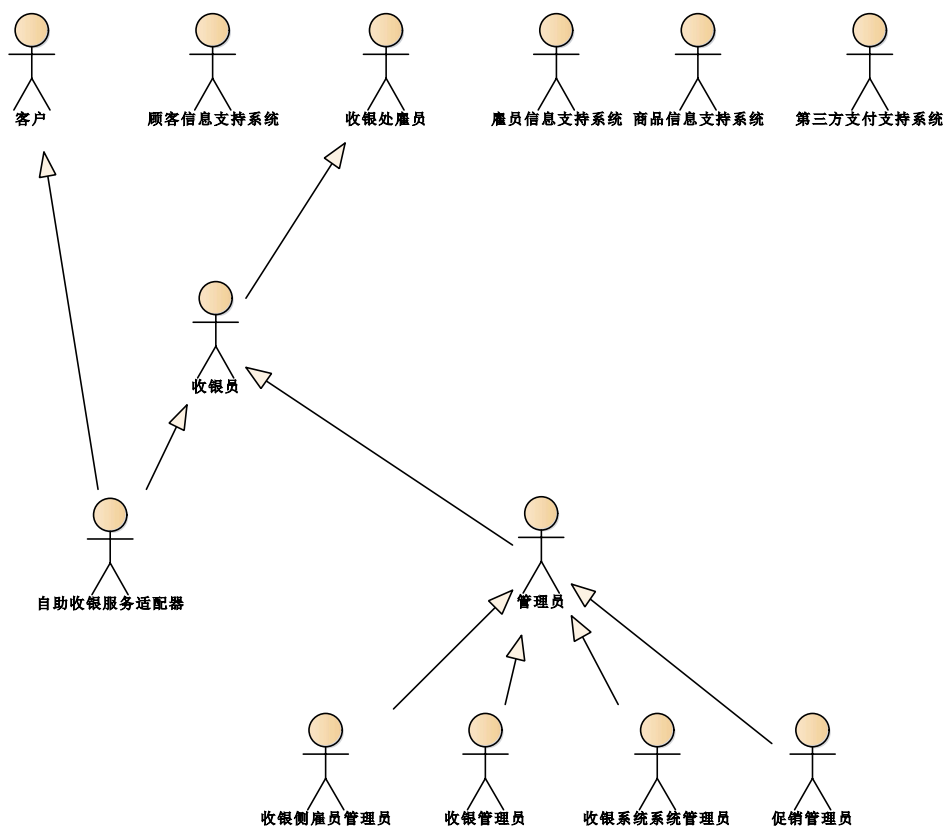 客户
顾客信息支持系统
收银处雇员
雇员信息支持系统
商品信息支持系统
第三方支付支持系统
收银员
自助收银服务适配器
管理员
收银侧雇员管理员
收银管理员
收银系统系统管理员
促销管理员